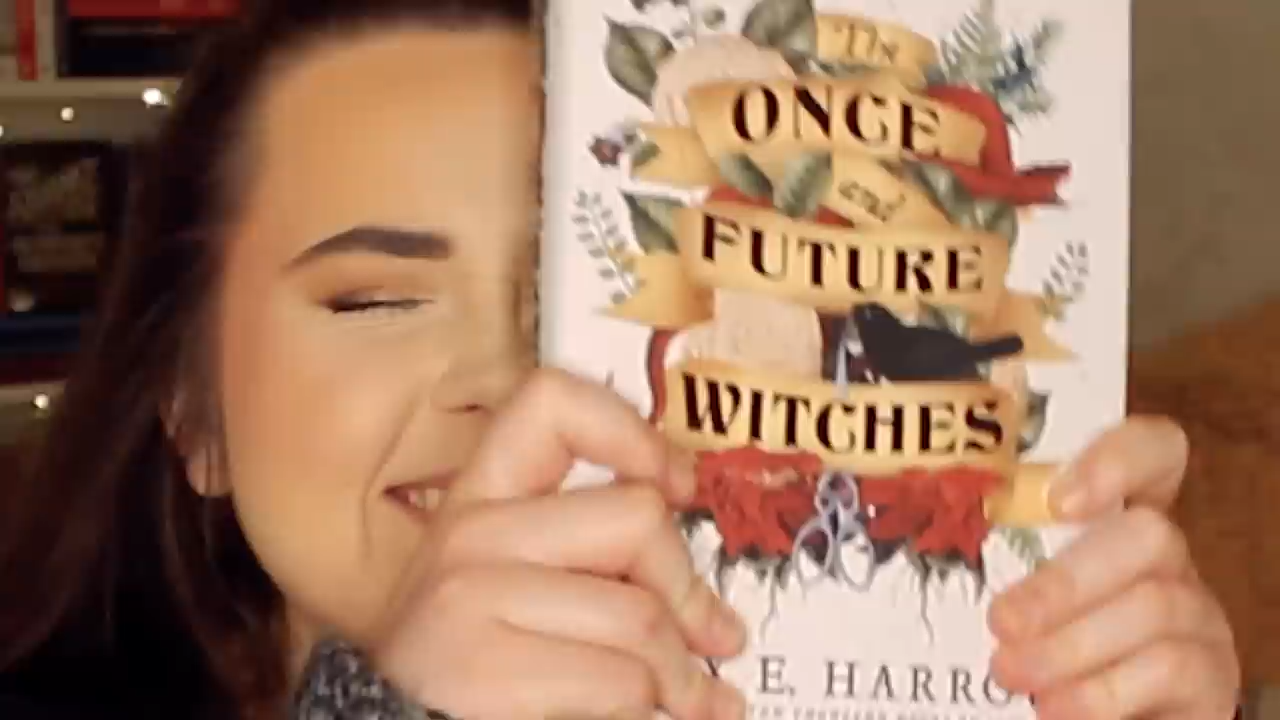 The
ONCE
and
FUTURE
WITCHES
E. HARRO